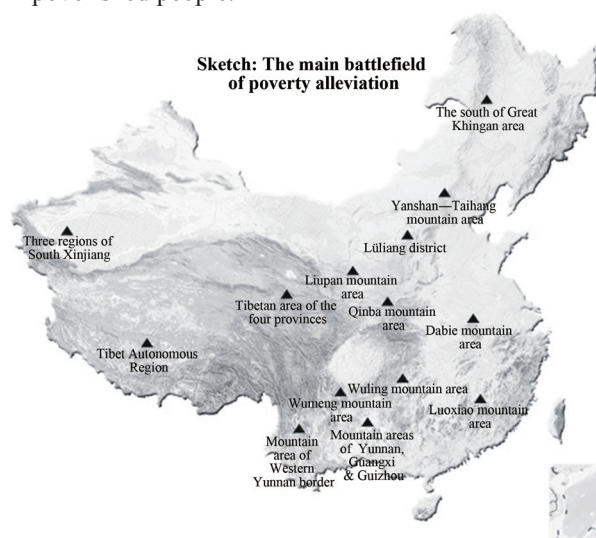 Sketch: The main battlefield
of poverty alleviation
The south of Great
Khingan area
Yanshan—Taihang
mountain area
Three regions of
South Xinjiang
Lüliang district
Liupan mountain
area
Tibetan area of the
four provinces
Qinba mountain
area
Dabie mountain
area
Tibet Autonomous
Region
Wuling mountain area
Wumeng mountain
area
Luoxiao mountain
area
Mountain
area of
Western
Yunnan border
Mountain areas
of Yunnan,
Guangxi
& Guizhou